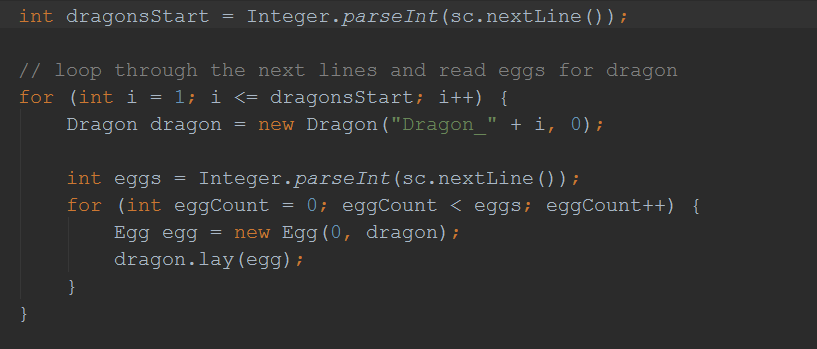 int dragonsStart = Integer.parseInt(sc.nextLine());
// loop through the next lines and read eggs for dragon
for (int i = 1; i <= dragonsStart; i++) {
Dragon dragon = new Dragon("Dragon_" + i, 0);
int eggs = Integer.parseInt(sc.nextLine());
for (int eggCount = 0; eggCount < eggs; eggCount++) {
Egg egg = new Egg(0, dragon);
dragon.lay(egg);
}
}